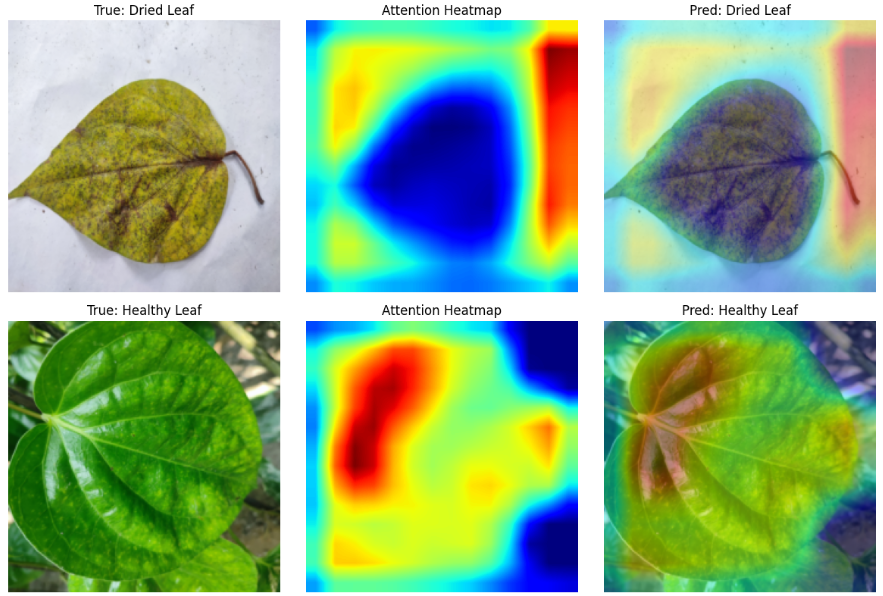 True: Dried Leaf
Attention Heatmap
Pred: Dried Leaf
True: Healthy Leaf
Attention Heatmap
Pred: Healthy Leaf